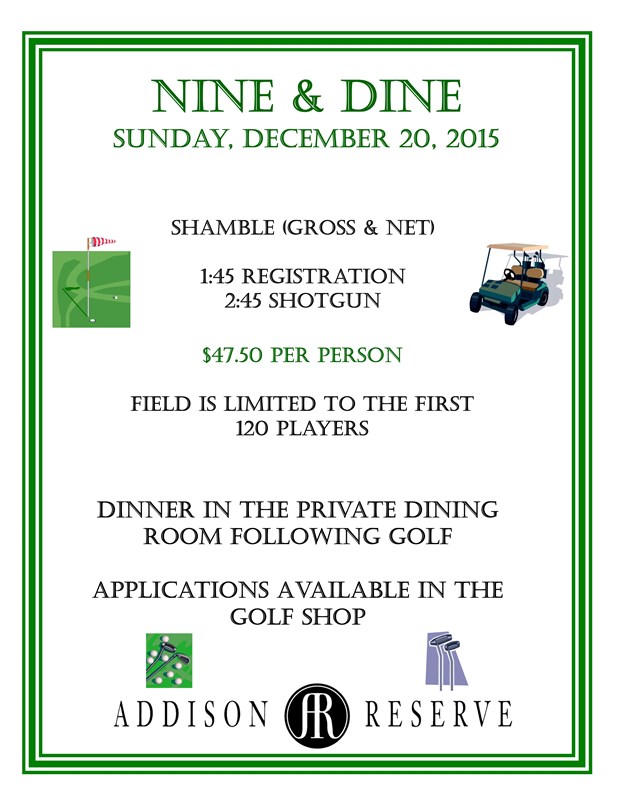 NINE & DINE
SUNDAY, DECEMBER 20, 2015
SHAMBLE (GROSS & NET)
1:45 REGISTRATION
2:45 SHOTGUN
$47.50 PER PERSON
FIELD IS LIMITED TO THE FIRST
120 PLAYERS
DINNER IN THE PRIVATE DINING
ROOM FOLLOWING GOLF
APPLICATIONS AVAILABLE IN THE
GOLF SHOP
ADDISON AR RESERVE